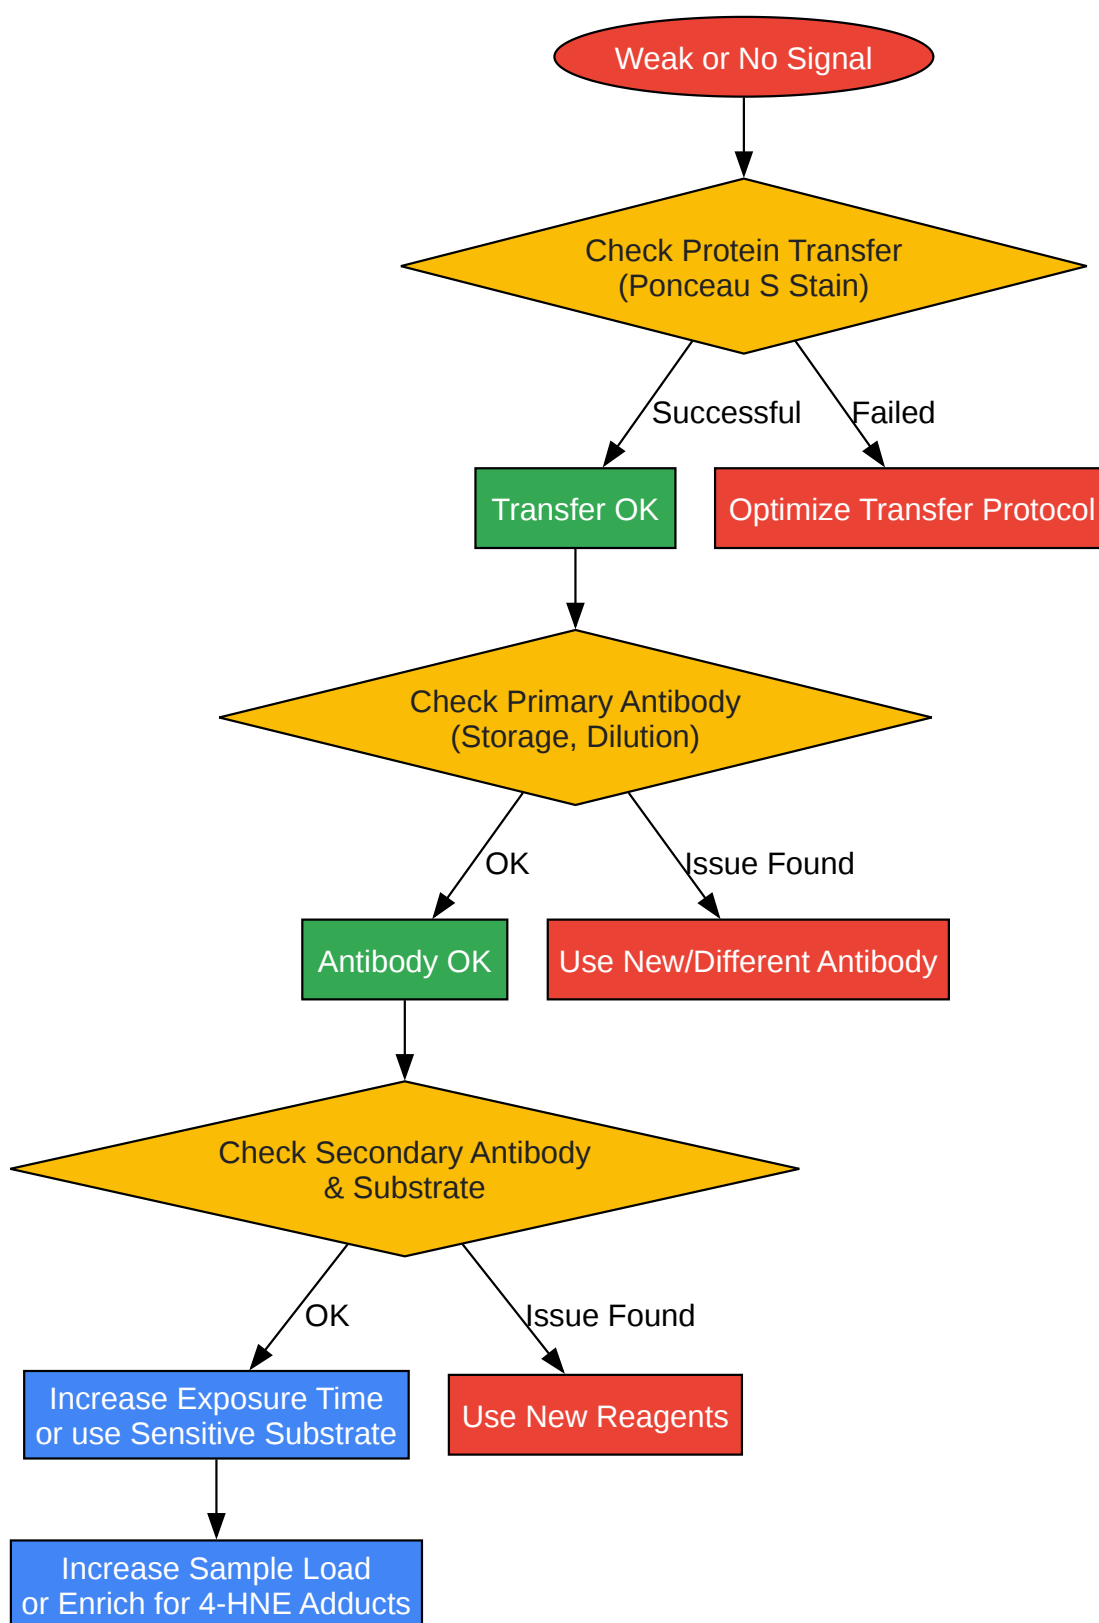 Weak or No Signal
Check Protein Transfer
(Ponceau S Stain)
Successful
Failed
Transfer OK
Optimize Transfer Protocol
Check Primary Antibody
(Storage, Dilution)
OK
Issue Found
Antibody OK
Use New/Different Antibody
Check Secondary Antibody
& Substrate
OK
Issue Found
Increase Exposure Time
or use Sensitive Substrate
Use New Reagents
Increase Sample Load
or Enrich for 4-HNE Adducts